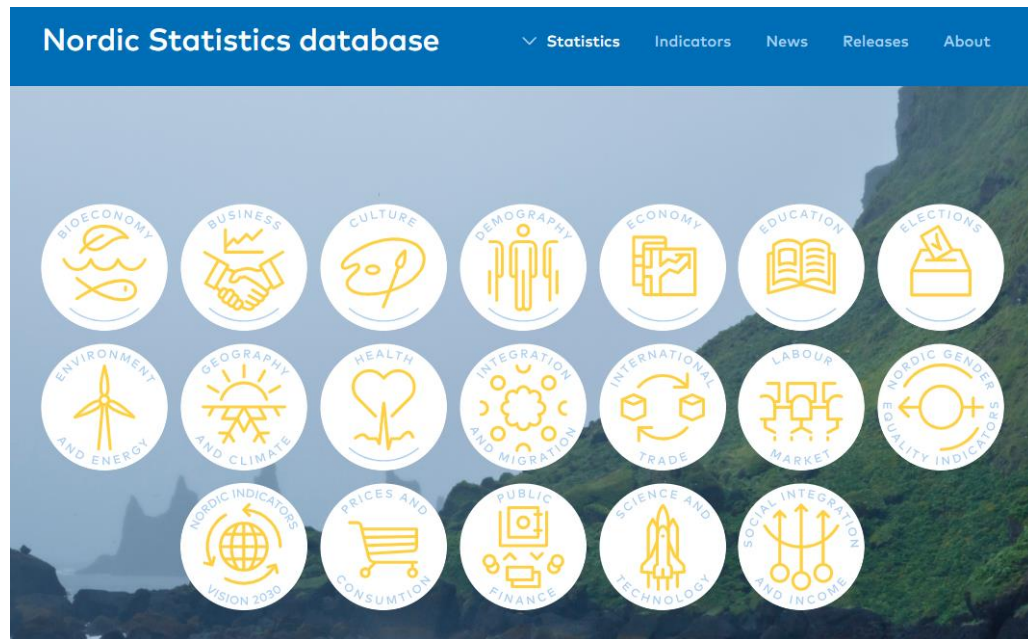 Nordic Statistics database
Statistics
Indicators
News
Releases
About
BIOECONOMY
BUSINESS
CULTURE
DEMOGRAPHY
ECONOMY
EDUCATION
ELECTIONS
ENVIRONMENT
AND ENERGY
GEOGRAPHY
AND CLIMATE
HEALTH
INTEGRATION
AND MIGRATION
INTERNATIONAL
TRADE
LABOUR
MARKET
NORDIC GENDER
EQUALITY INDICATORS
NORDIC INDICATORS
VISION 2030
PRICES AND
CONSUMTION
PUBLIC
FINANCE
SCIENCE AND
TECHNOLOGY
SOCIAL INTEGRATION
AND INCOME